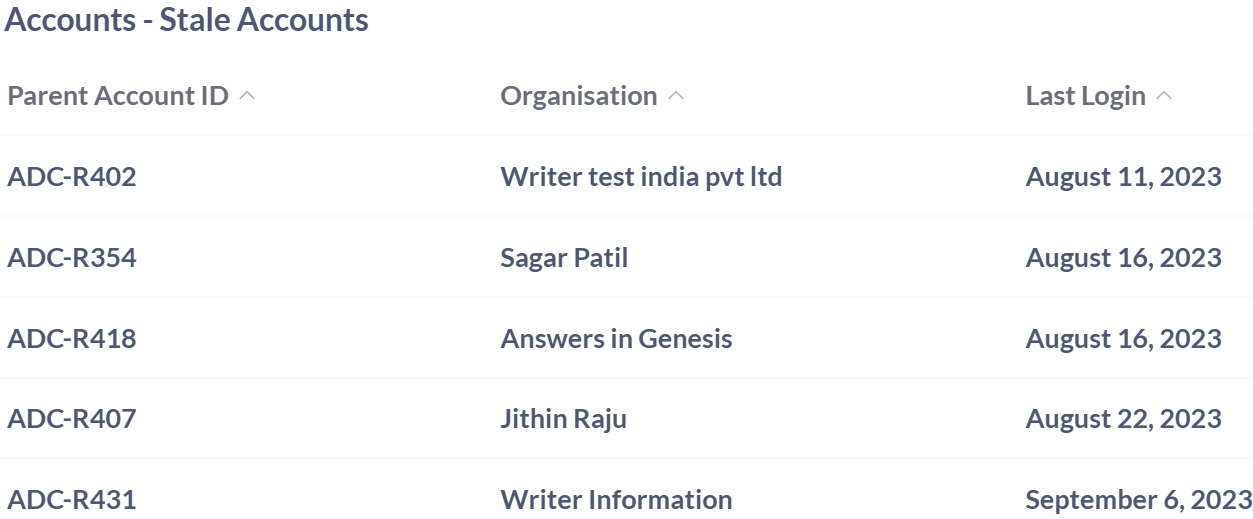 Accounts - Stale Accounts
Parent Account ID Organisation Last Login
ADC-R402 Writer test india pvt ltd August 11, 2023
ADC-R354 Sagar Patil August 16, 2023
ADC-R418 Answers in Genesis August 16, 2023
ADC-R407 Jithin Raju August 22, 2023
ADC-R431 Writer Information September 6, 2023